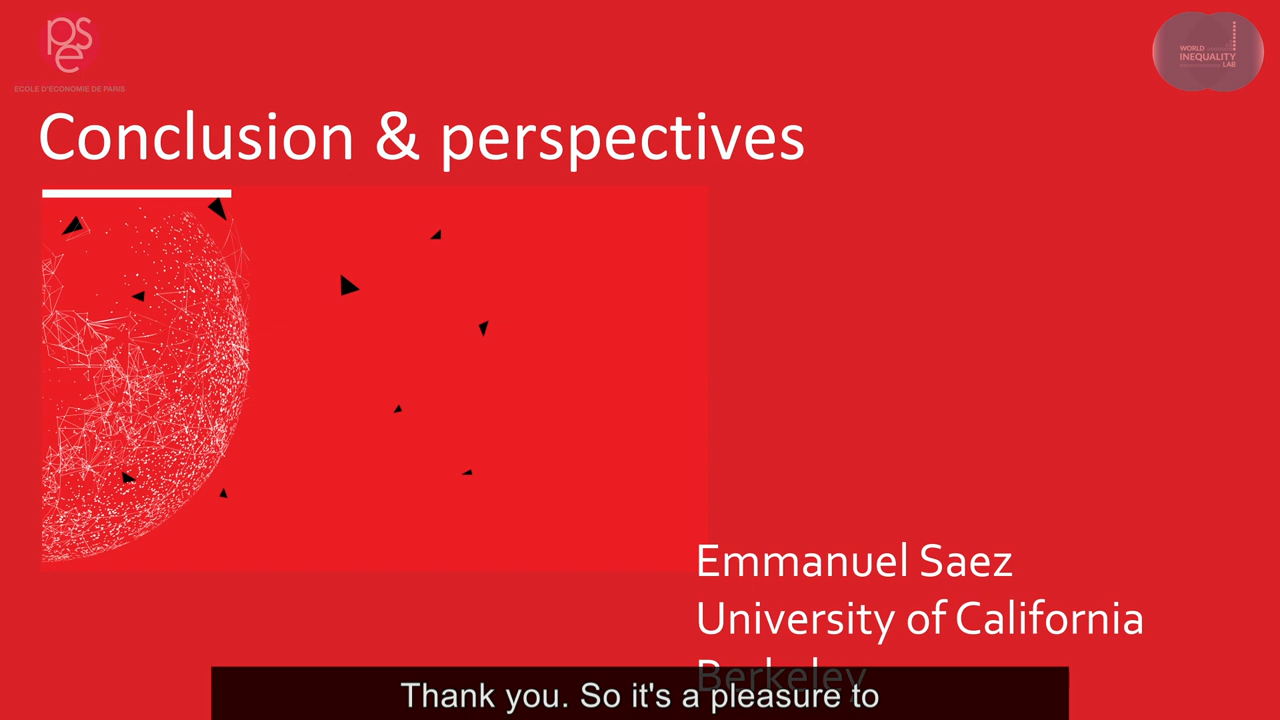 pse
ECOLE D'ECONOMIE DE PARIS
WORLD
INEQUALITY
LAB
Conclusion & perspectives
Emmanuel Saez
University of California
Berkeley
Thank you. So it's a pleasure to